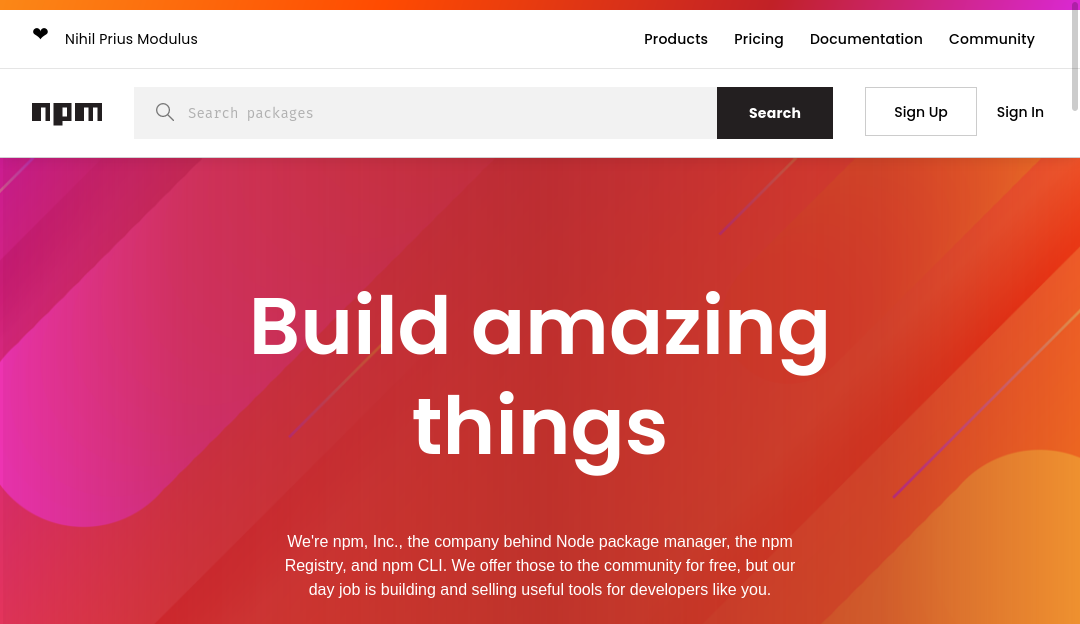 ❤ Nihil Prius Modulus
Products Pricing Documentation Community
npm
Search packages
Search
Sign Up
Sign In
Build amazing
things
We're npm, Inc., the company behind Node package manager, the npm
Registry, and npm CLI. We offer those to the community for free, but our
day job is building and selling useful tools for developers like you.